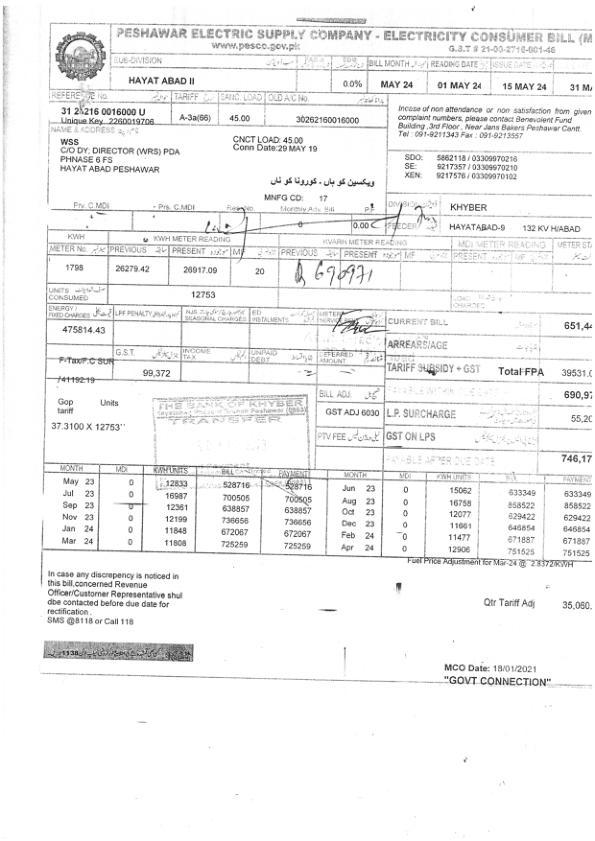 PESHAWAR ELECTRIC SUPPLY COMPANY - ELECTRICITY CONSUMER BILL (M
www.pesco.gov.pk
G.S.T # 21-00-2716-001-46
SUB-DIVISION
BILL MONTH READING DATE ISSUE DATE
HAYAT ABAD II 0.0% MAY 24 01 MAY 24 15 MAY 24 31 MA
REFERENCE No. TARIFF SANC. LOAD OLD A/C No.
0016000 U A-3a(66) 45.00 30262160016000
Unique Key 2260019706
Incase of non attendance or non satisfaction from given
complaint numbers, please contact Benevolent Fund
Building ,3rd Floor , Near Jans Bakers Peshawar Cantt.
Tel : 091-9211343 Fax : 091-9213557
NAME & ADDRESS
WSS
C/O DY; DIRECTOR (WRS) PDA
PHNASE 6 FS
HAYAT ABAD PESHAWAR
CNCT LOAD: 45.00
Conn Date:29 MAY 19
SDO: 5862118 / 03309970216
SE: 9217357 / 03309970210
XEN: 9217576 / 03309970102
ویکسین کو ہاں - کورونا کو ناں
MNFG CD: 17
Prv. C.MDI Prs. C.MDI Monthly Adv. Bill
DIVISION KHYBER
0 0.00
FEEDER HAYATABAD-9 132 KV H/ABAD
KWH KWH METER READING KVARH METER READING MDI METER READING METER STA
METER No. PREVIOUS PRESENT MF PREVIOUS PRESENT MF PREVIOUS PRESENT
1798 26279.42 26917.09 20
690971
UNITS CONSUMED 12753
LOAD CHARGED
ENERGY / FIXED CHARGES LPF PENALTY SEASONAL CHARGES ED INSTALMENTS
475814.43
CURRENT BILL 651,44
ARREARS/AGE
G.S.T. INCOME TAX UNPAID DEBT DEFERRED AMOUNT
F-Tax/F.C SUR 99,372
/41192.19
TARIFF SUBSIDY + GST Total FPA 39531.0
PAYABLE WITHIN DUE DATE 690,97
BILL ADJ.
Gop tariff Units
THE BANK OF KHYBER
TRANSFER
GST ADJ 6030
L.P. SURCHARGE 55,20
37.3100 X 12753"
PTV FEE
GST ON LPS
PAYABLE AFTER DUE DATE 746,17
MONTH MDI KWH UNITS BILL PAYMENT MONTH MDI KWH UNITS BILL PAYMENT
May 23 0 12833 528716 528716 Jun 23 0 15062 633349 633349
Jul 23 0 16987 700505 700505 Aug 23 0 16758 858522 858522
Sep 23 0 12361 638857 638857 Oct 23 0 12077 629422 629422
Nov 23 0 12199 736656 736656 Dec 23 0 11661 646854 646854
Jan 24 0 11848 672067 672067 Feb 24 0 11477 671887 671887
Mar 24 0 11808 725259 725259 Apr 24 0 12906 751525 751525
Fuel Price Adjustment for Mar-24 @ 2.8372/KWH
In case any discrepency is noticed in
this bill,concerned Revenue
Officer/Customer Representative shul
dbe contacted before due date for
rectification .
SMS @8118 or Call 118
Qtr Tariff Adj 35,060.
MCO Date: 18/01/2021
"GOVT CONNECTION"